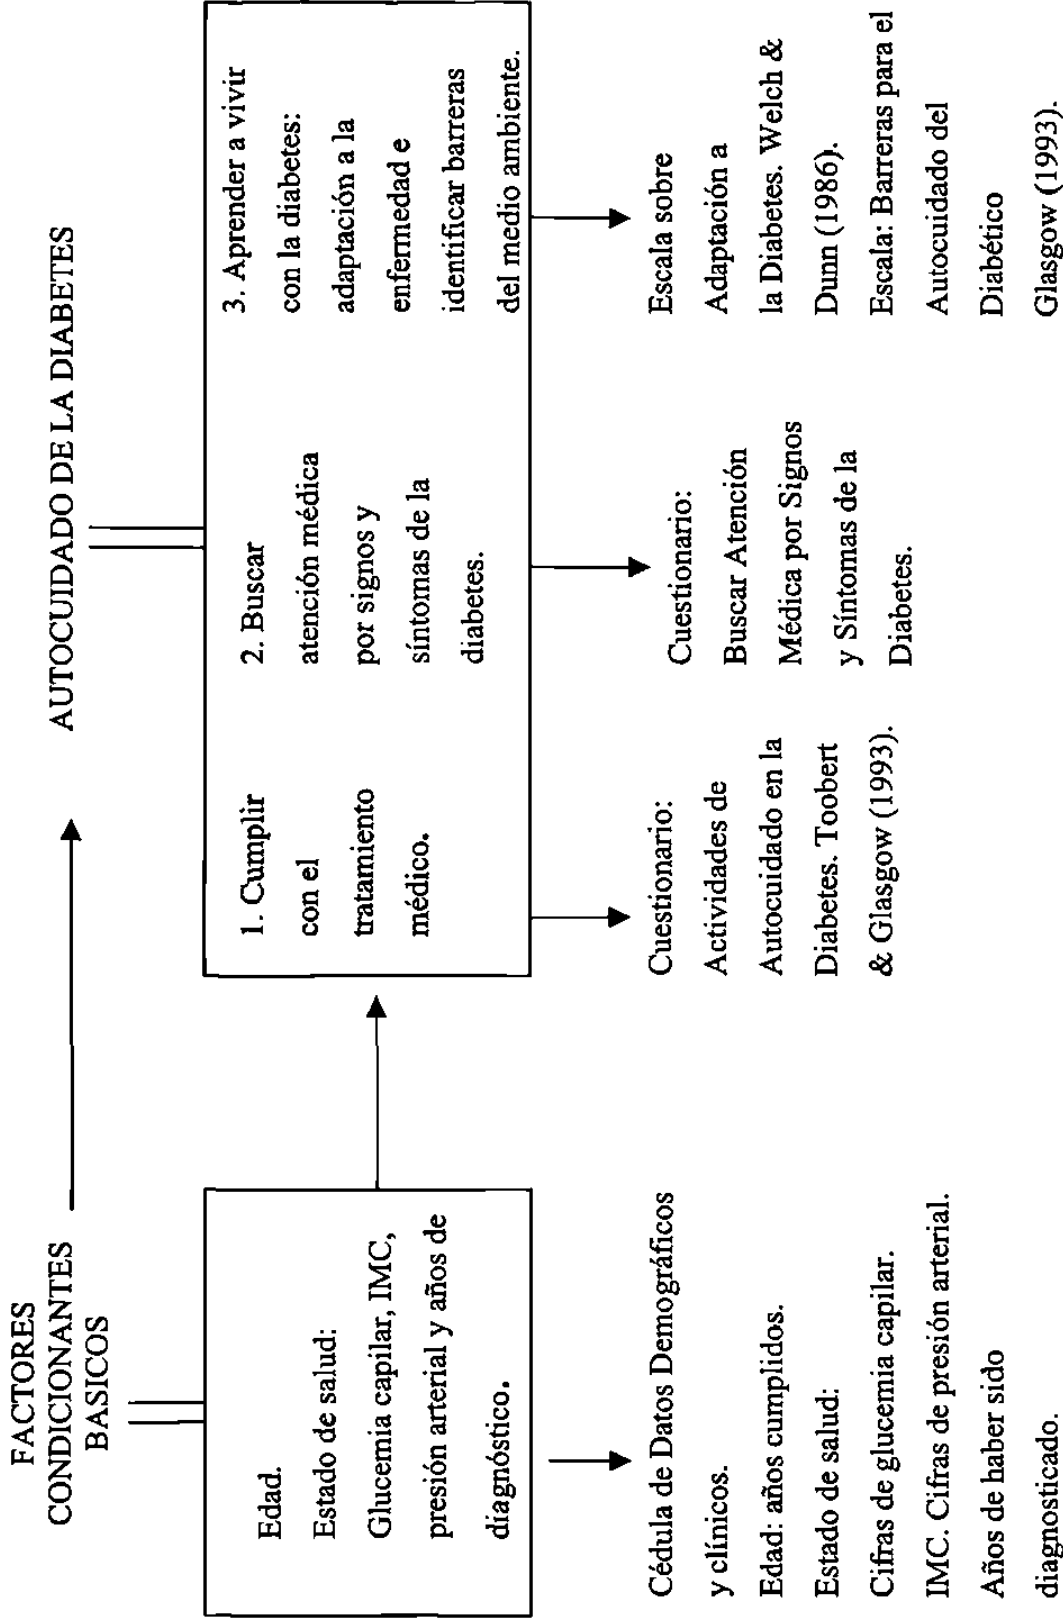 FACTORES
CONDICIONANTES
BASICOS
AUTOCUIDADO DE LA DIABETES
Edad.
Estado de salud:
Glucemia capilar, IMC,
presión arterial y años de
diagnóstico.
1. Cumplir
con el
tratamiento
médico.
2. Buscar
atención médica
por signos y
síntomas de la
diabetes.
3. Aprender a vivir
con la diabetes:
adaptación a la
enfermedad e
identificar barreras
del medio ambiente.
Cédula de Datos Demográficos
y clínicos.
Edad: años cumplidos.
Estado de salud:
Cifras de glucemia capilar.
IMC. Cifras de presión arterial.
Años de haber sido
diagnosticado.
Cuestionario:
Actividades de
Autocuidado en la
Diabetes. Toobert
& Glasgow (1993).
Cuestionario:
Buscar Atención
Médica por Signos
y Síntomas de la
Diabetes.
Escala sobre
Adaptación a
la Diabetes. Welch &
Dunn (1986).
Escala: Barreras para el
Autocuidado del
Diabético
Glasgow (1993).